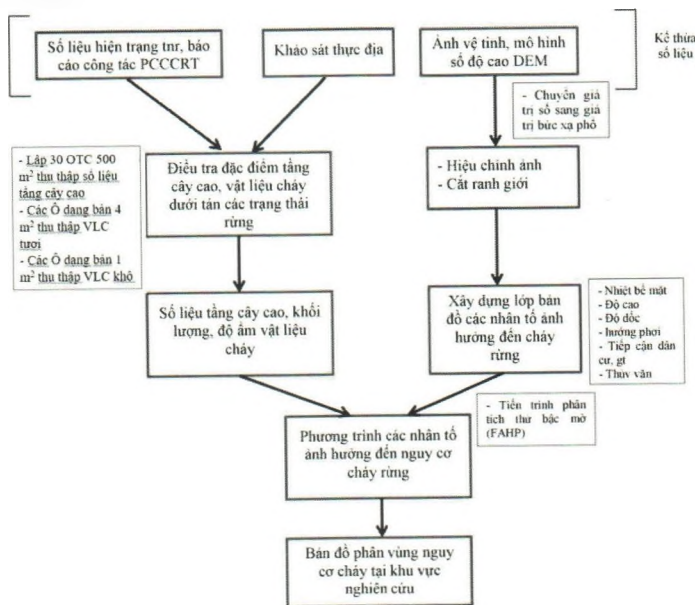 Số liệu hiện trạng tnr, báo
cáo công tác PCCCRT
Khảo sát thực địa
Ảnh vệ tinh, mô hình
số độ cao DEM
Kế thừa
số liệu
- Chuyển giá
trị số sang giá
trị bức xạ phổ
- Lập 30 OTC 500
m² thu thập số liệu
tầng cây cao
- Các Ô dạng bản 4
m² thu thập VLC
tươi
- Các Ô dạng bản 1
m² thu thập VLC khô
Điều tra đặc điểm tầng
cây cao, vật liệu cháy
dưới tán các trạng thái
rừng
- Hiệu chỉnh ảnh
- Cắt ranh giới
Số liệu tầng cây cao, khối
lượng, độ ẩm vật liệu
cháy
Xây dựng lớp bản
đồ các nhân tố ảnh
hưởng đến cháy
rừng
- Nhiệt bề mặt
- Độ cao
- Độ dốc
- hướng phơi
- Tiếp cận dân
cư, gt
- Thủy văn
- Tiến trình phân
tích thứ bậc mờ
(FAHP)
Phương trình các nhân tố
ảnh hưởng đến nguy cơ
cháy rừng
Bản đồ phân vùng nguy
cơ cháy tại khu vực
nghiên cứu